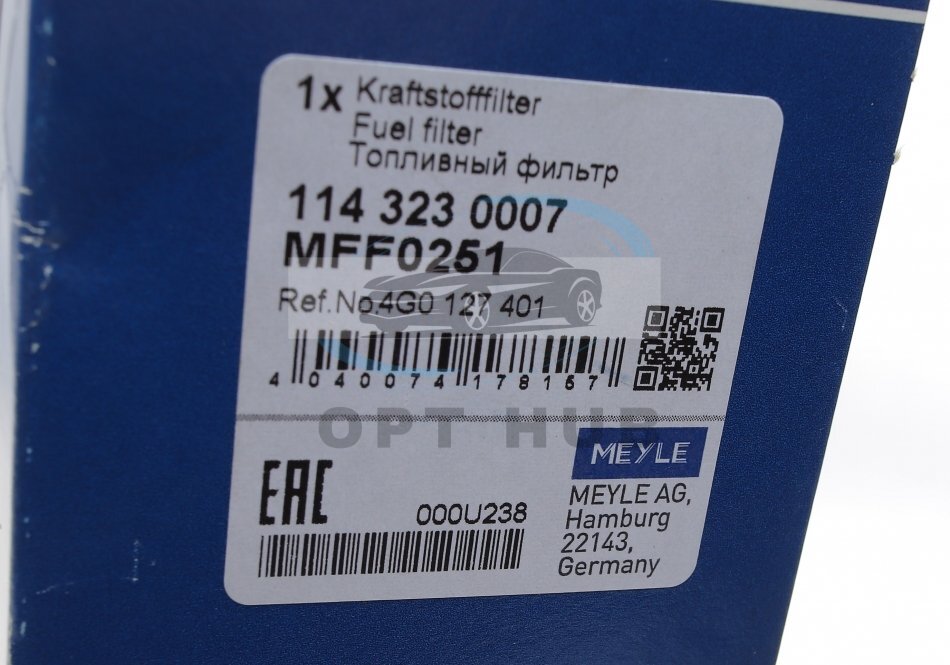 1x Kraftstofffilter
Fuel filter
Топливный фильтр
114 323 0007
MFF0251
Ref.No.4G0 127 401
4 040074 178157
OPT HUB
EAC
000U238
MEYLE
MEYLE AG,
Hamburg
22143,
Germany